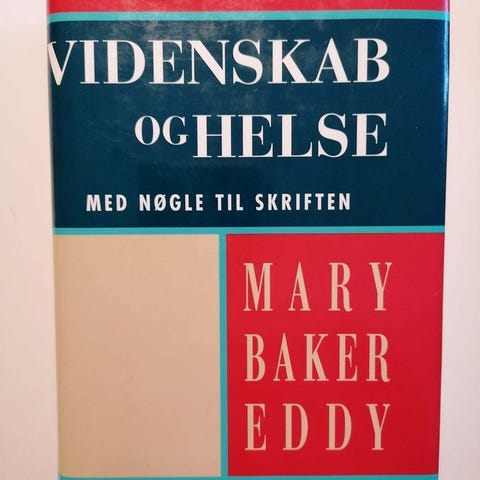 VIDENSKAB
OG HELSE
MED NØGLE TIL SKRIFTEN
MARY
BAKER
EDDY